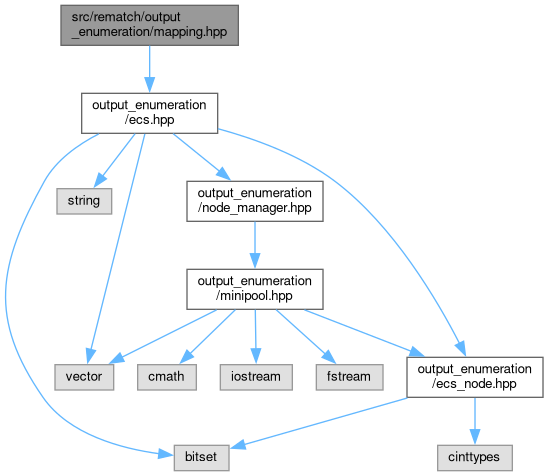 src/rematch/output
_enumeration/mapping.hpp
output_enumeration
/ecs.hpp
string
output_enumeration
/node_manager.hpp
output_enumeration
/minipool.hpp
vector
cmath
iostream
fstream
output_enumeration
/ecs_node.hpp
bitset
cinttypes